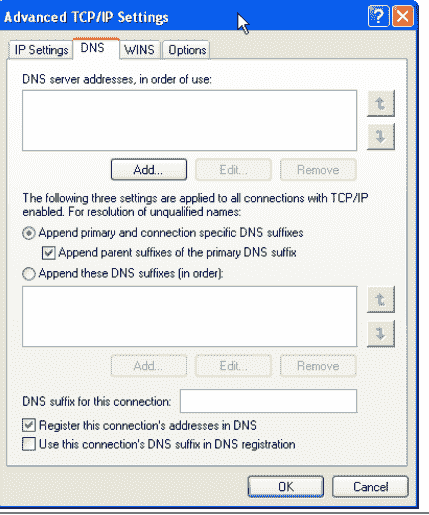 Advanced TCP/IP Settings
IP Settings DNS WINS Options
DNS server addresses, in order of use:
Add... Edit... Remove
The following three settings are applied to all connections with TCP/IP
enabled. For resolution of unqualified names:
Append primary and connection specific DNS suffixes
Append parent suffixes of the primary DNS suffix
Append these DNS suffixes (in order):
Add... Edit... Remove
DNS suffix for this connection:
Register this connection's addresses in DNS
Use this connection's DNS suffix in DNS registration
OK Cancel